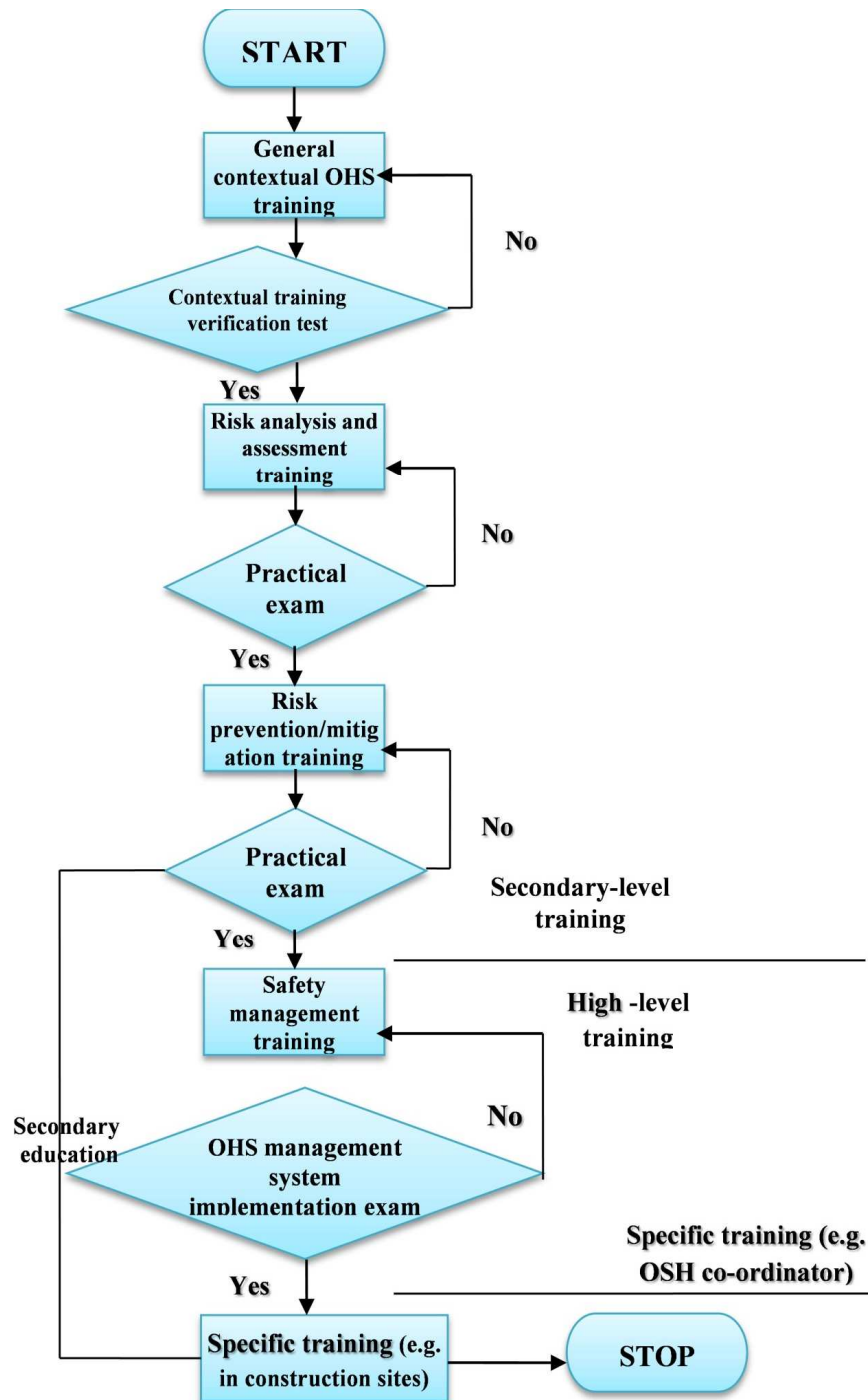 START
General
contextual OHS
training
No
Contextual training
verification test
Yes
Risk analysis and
assessment
training
No
Practical
exam
Yes
Risk
prevention/mitig
ation training
No
Practical
exam
Secondary-level
training
Yes
Safety
management
training
High -level
training
No
Secondary
education
OHS management
system
implementation exam
Specific training (e.g.
OSH co-ordinator)
Yes
Specific training (e.g.
in construction sites)
STOP